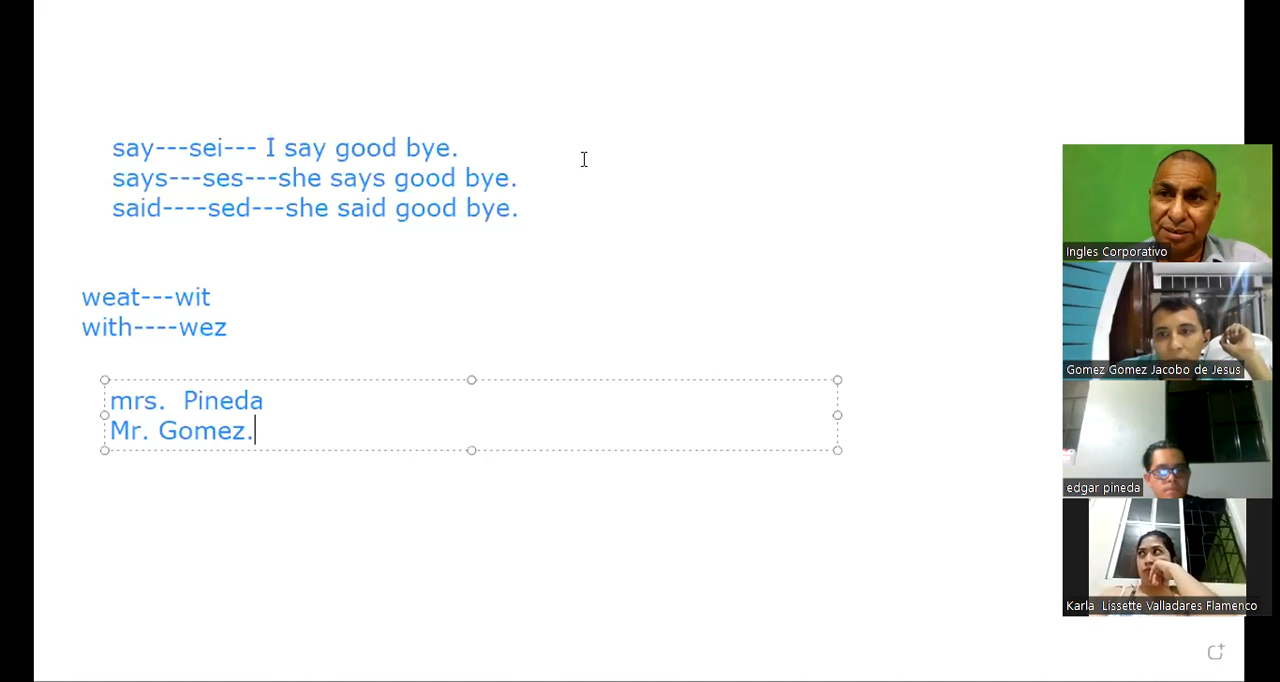 say---sei--- I say good bye.
says---ses---she says good bye.
said----sed---she said good bye.
weat---wit
with----wez
mrs.  Pineda
Mr. Gomez.
Ingles Corporativo
Gomez Gomez Jacobo de Jesus
edgar pineda
Karla  Lissette Valladares Flamenco